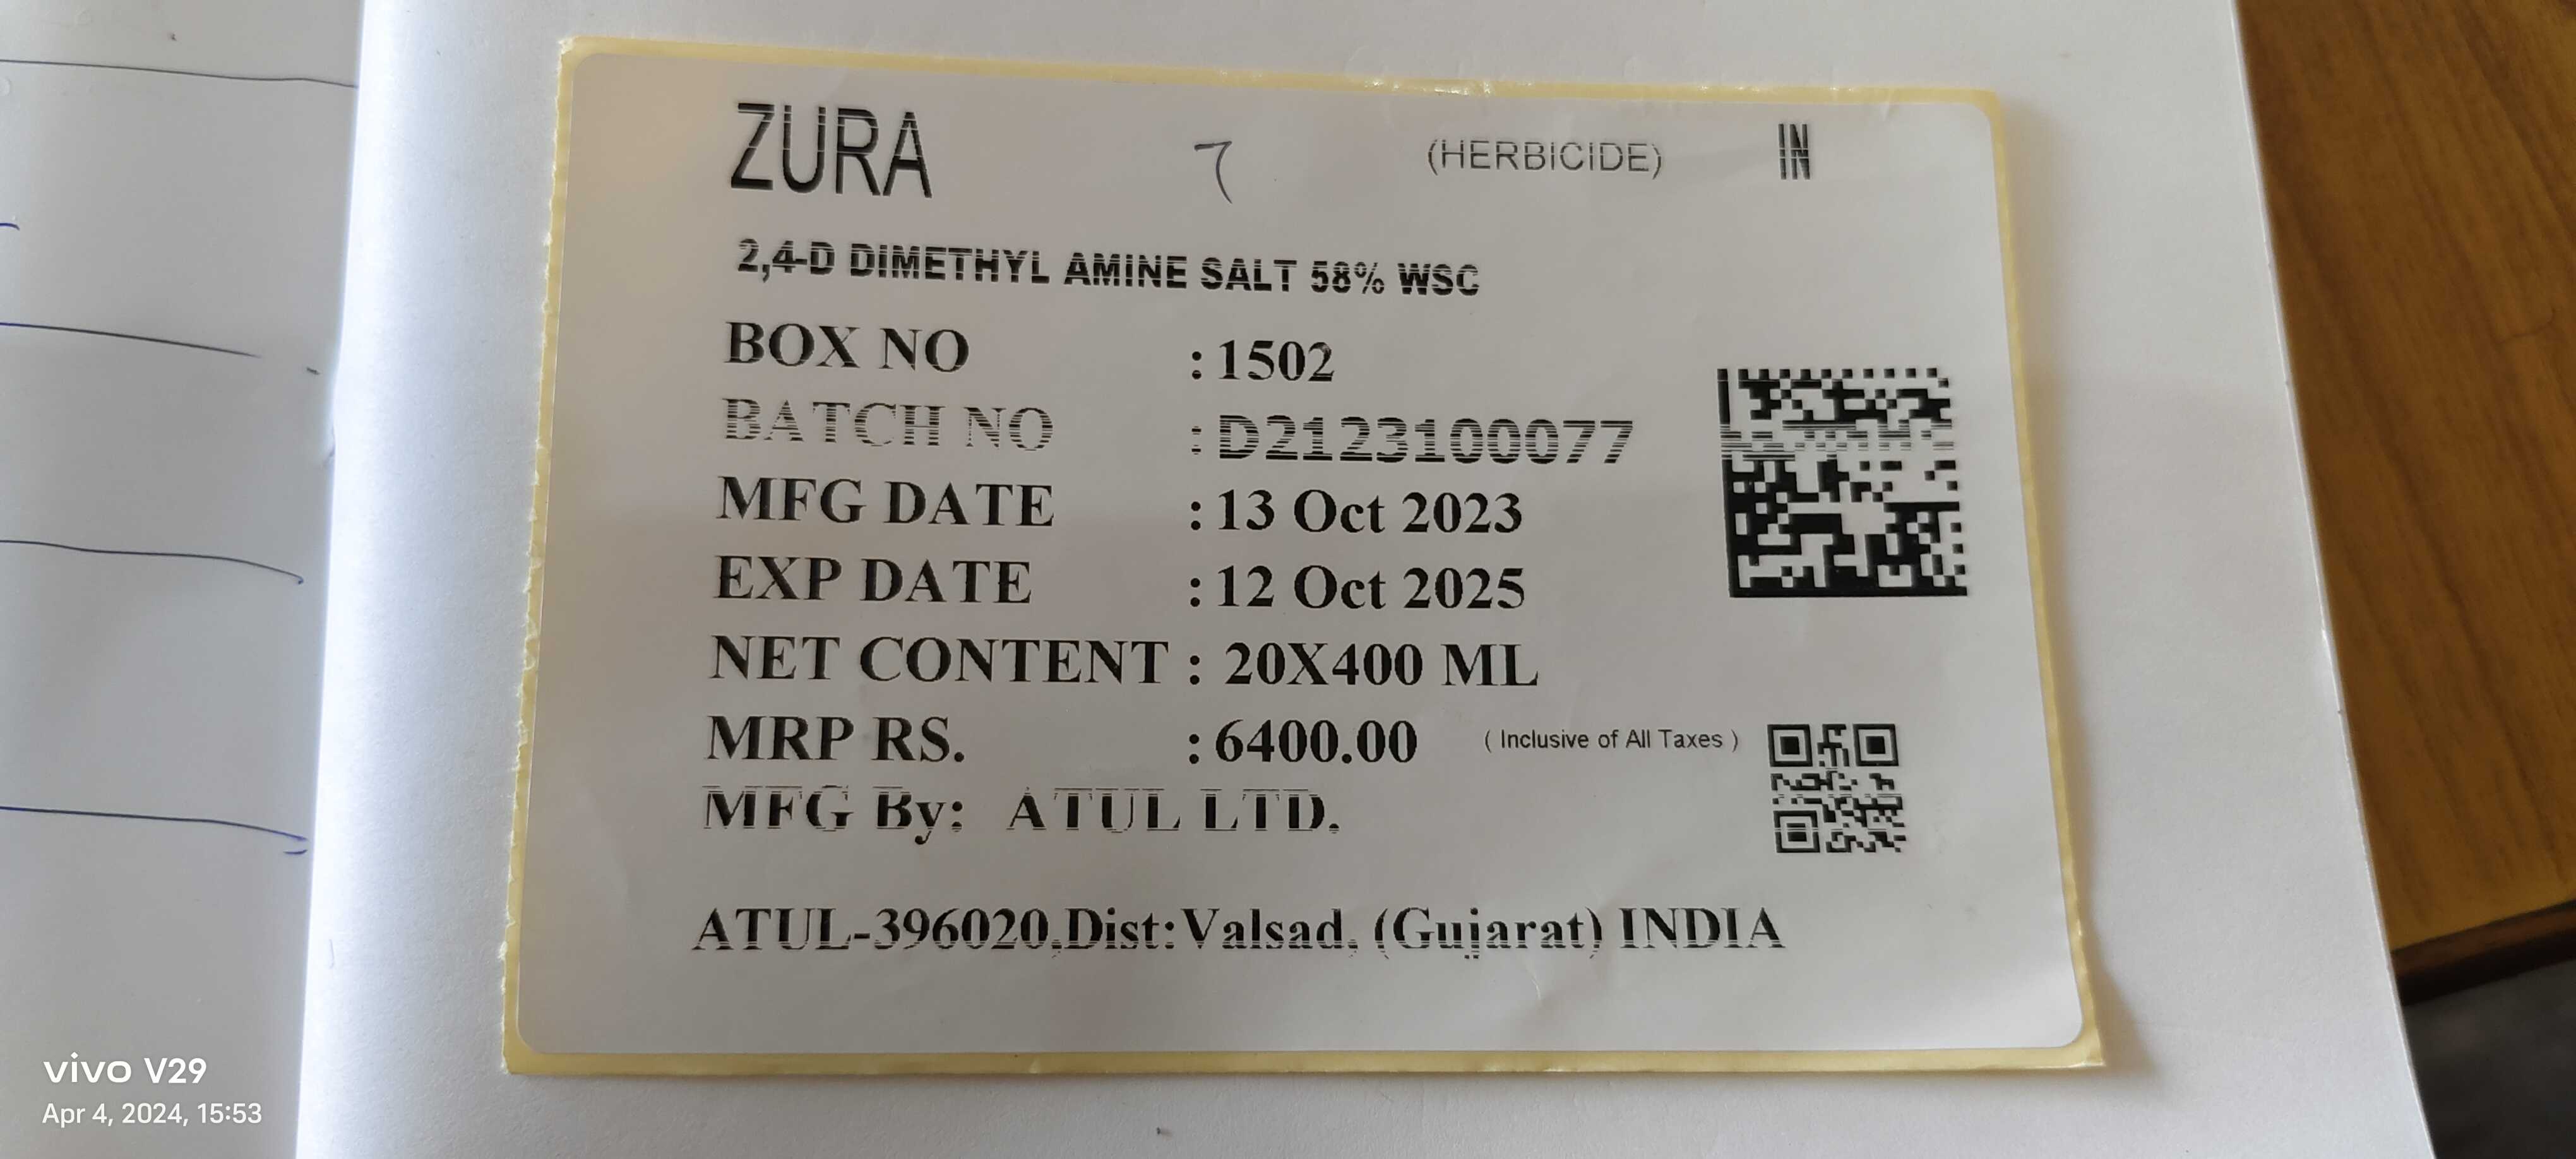 ZURA 7 (HERBICIDE) IN
2,4-D DIMETHYL AMINE SALT 58% WSC
BOX NO : 1502
BATCH NO : D2123100077
MFG DATE : 13 Oct 2023
EXP DATE : 12 Oct 2025
NET CONTENT : 20X400 ML
MRP RS. : 6400.00 ( Inclusive of All Taxes )
MFG By: ATUL LTD.
ATUL-396020,Dist:Valsad, (Gujarat) INDIA
vivo V29
Apr 4, 2024, 15:53